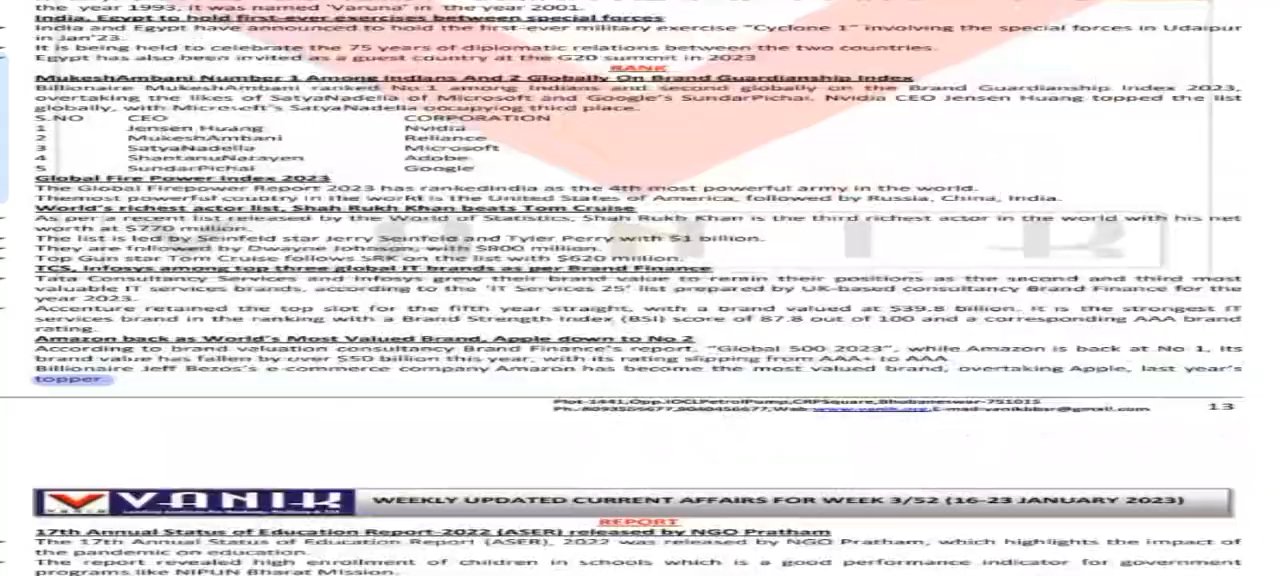 the year 1993, it was named 'Varuna' in the year 2001.
India, Egypt to hold first-ever exercises between special forces
India and Egypt have announced to hold the first-ever military exercise "Cyclone 1" involving the special forces in Udaipur
in Jan'23.
It is being held to celebrate the 75 years of diplomatic relations between the two countries.
Egypt has also been invited as a guest country at the G20 summit in 2023
RANK
MukeshAmbani Number 1 Among Indians And 2 Globally On Brand Guardianship Index
Billionaire MukeshAmbani ranked No.1 among Indians and second globally on the Brand Guardianship Index 2023,
overtaking the likes of SatyaNadella of Microsoft and Google's SundarPichai. Nvidia CEO Jensen Huang topped the list
globally, with Microsoft's SatyaNadella occupying third place.
S.NO CEO CORPORATION
1 Jensen Huang Nvidia
2 MukeshAmbani Reliance
3 SatyaNadella Microsoft
4 ShantanuNarayen Adobe
5 SundarPichai Google
Global Fire Power Index 2023
The Global Firepower Report 2023 has rankedIndia as the 4th most powerful army in the world.
Themost powerful country in the world is the United States of America, followed by Russia, China, India.
World's richest actor list, Shah Rukh Khan beats Tom Cruise
As per a recent list released by the World of Statistics, Shah Rukh Khan is the third richest actor in the world with his net
worth at $770 million.
The list is led by Seinfeld star Jerry Seinfeld and Tyler Perry with $1 billion.
They are followed by Dwayne Johnson, with $800 million.
Top Gun star Tom Cruise follows SRK on the list with $620 million.
TCS, Infosys among top three global IT brands as per Brand Finance
Tata Consultancy Services and Infosys grew their brand value to remin their positions as the second and third most
valuable IT services brands, according to the 'IT Services 25' list prepared by UK-based consultancy Brand Finance for the
year 2023.
Accenture retained the top slot for the fifth year straight, with a brand valued at $39.8 billion. It is the strongest IT
services brand in the ranking with a Brand Strength Index (BSI) score of 87.8 out of 100 and a corresponding AAA brand
rating.
Amazon back as World's Most Valued Brand, Apple down to No 2
According to brand valuation consultancy Brand Finance's report, "Global 500 2023", while Amazon is back at No 1, its
brand value has fallen by over $50 billion this year, with its rating slipping from AAA+ to AAA.
Billionaire Jeff Bezos's e-commerce company Amazon has become the most valued brand, overtaking Apple, last year's
topper.
Plot-1441,Opp.IOCLPetrolPump,CRPSquare,Bhubaneswar-751015
Ph:-8093556677,9040456677,Web-www.vanik.org,E-mail-vanikbbsr@gmail.com 13
VANIK WEEKLY UPDATED CURRENT AFFAIRS FOR WEEK 3/52 (16-23 JANUARY 2023)
REPORT
17th Annual Status of Education Report-2022 (ASER) released by NGO Pratham
The 17th Annual Status of Education Report (ASER), 2022 was released by NGO Pratham, which highlights the impact of
the pandemic on education.
The report revealed high enrollment of children in schools which is a good performance indicator for government
programs like NIPUN Bharat Mission.